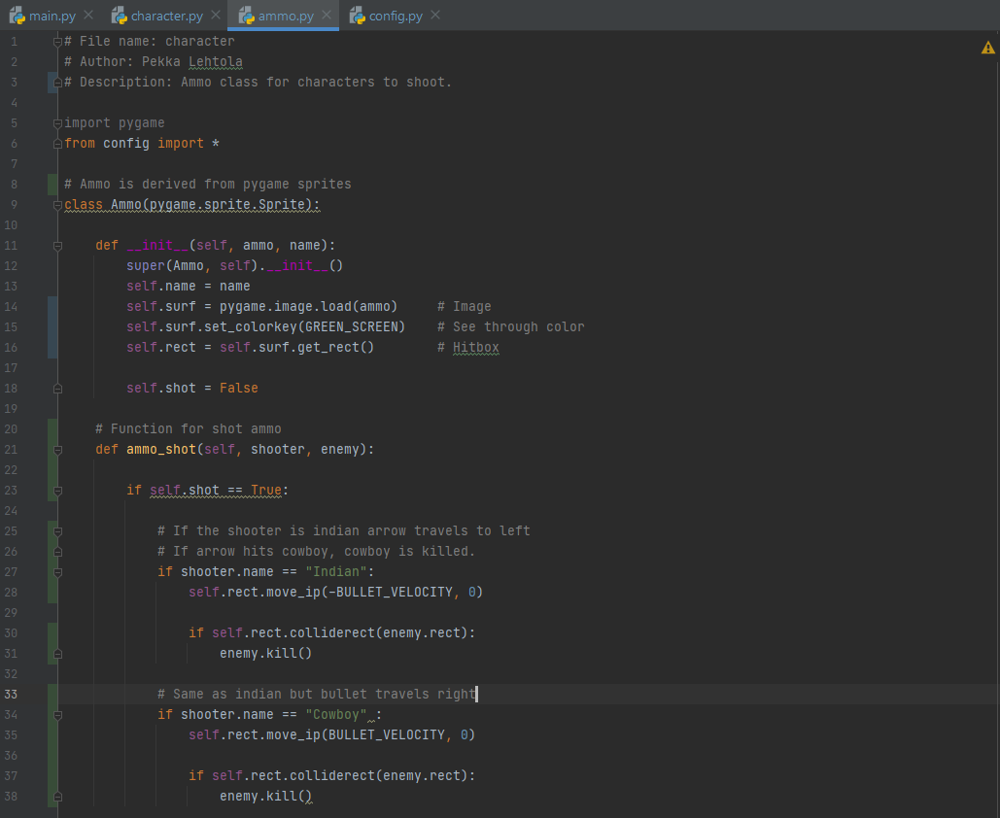 main.py character.py ammo.py config.py
1 # File name: character
2 # Author: Pekka Lehtola
3 # Description: Ammo class for characters to shoot.
4
5 import pygame
6 from config import *
7
8 # Ammo is derived from pygame sprites
9 class Ammo(pygame.sprite.Sprite):
10
11     def __init__(self, ammo, name):
12         super(Ammo, self).__init__()
13         self.name = name
14         self.surf = pygame.image.load(ammo)     # Image
15         self.surf.set_colorkey(GREEN_SCREEN)    # See through color
16         self.rect = self.surf.get_rect()        # Hitbox
17
18         self.shot = False
19
20     # Function for shot ammo
21     def ammo_shot(self, shooter, enemy):
22
23         if self.shot == True:
24
25             # If the shooter is indian arrow travels to left
26             # If arrow hits cowboy, cowboy is killed.
27             if shooter.name == "Indian":
28                 self.rect.move_ip(-BULLET_VELOCITY, 0)
29
30                 if self.rect.colliderect(enemy.rect):
31                     enemy.kill()
32
33             # Same as indian but bullet travels right
34             if shooter.name == "Cowboy" :
35                 self.rect.move_ip(BULLET_VELOCITY, 0)
36
37                 if self.rect.colliderect(enemy.rect):
38                     enemy.kill()